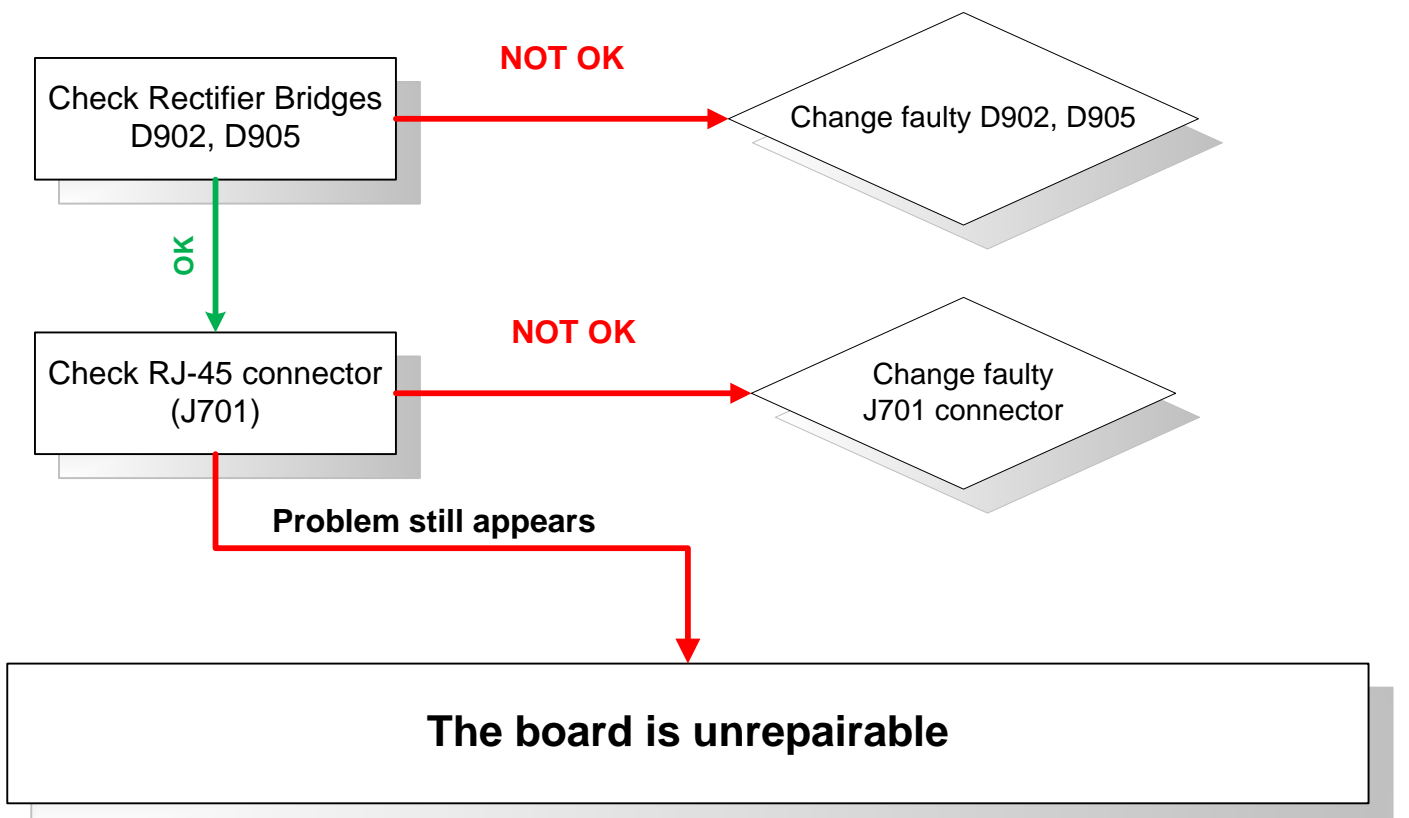 NOT OK
Check Rectifier Bridges
D902, D905
Change faulty D902, D905
OK
NOT OK
Check RJ-45 connector
(J701)
Change faulty
J701 connector
Problem still appears
The board is unrepairable